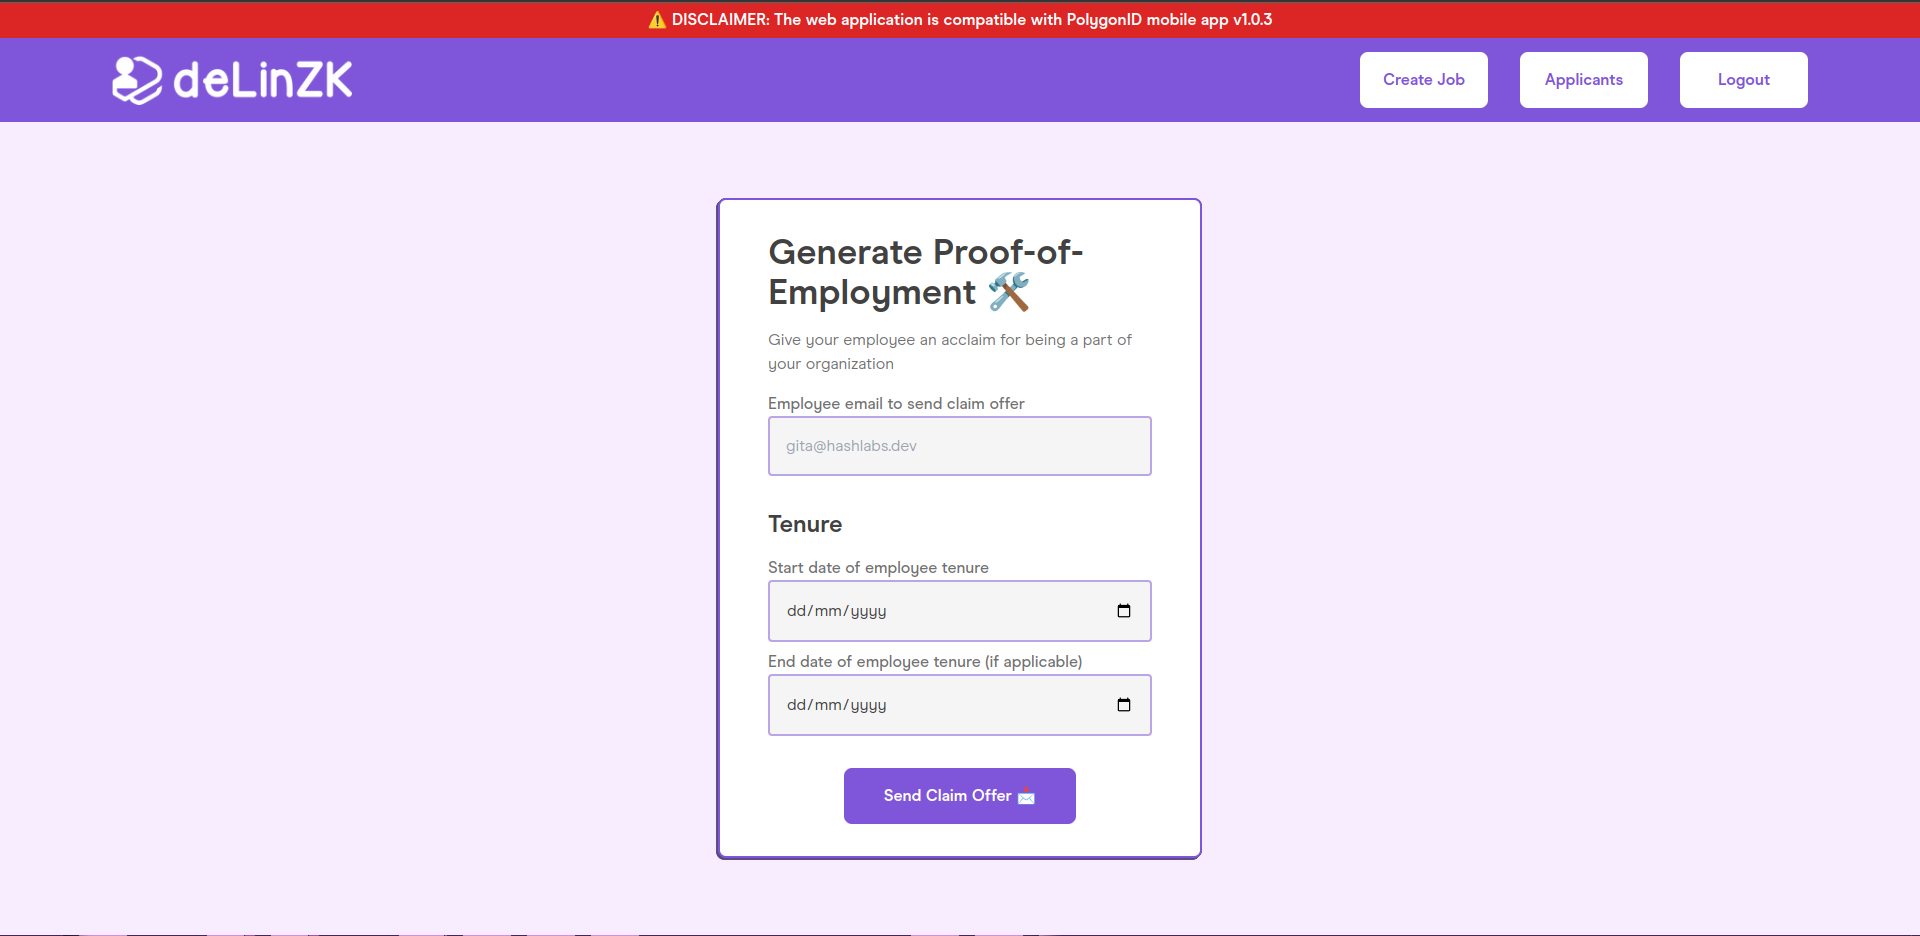 ⚠️ DISCLAIMER: The web application is compatible with PolygonID mobile app v1.0.3
deLinZK
Create Job
Applicants
Logout
Generate Proof-of-
Employment 🛠️
Give your employee an acclaim for being a part of
your organization
Employee email to send claim offer
gita@hashlabs.dev
Tenure
Start date of employee tenure
dd/mm/yyyy
End date of employee tenure (if applicable)
dd/mm/yyyy
Send Claim Offer 📩